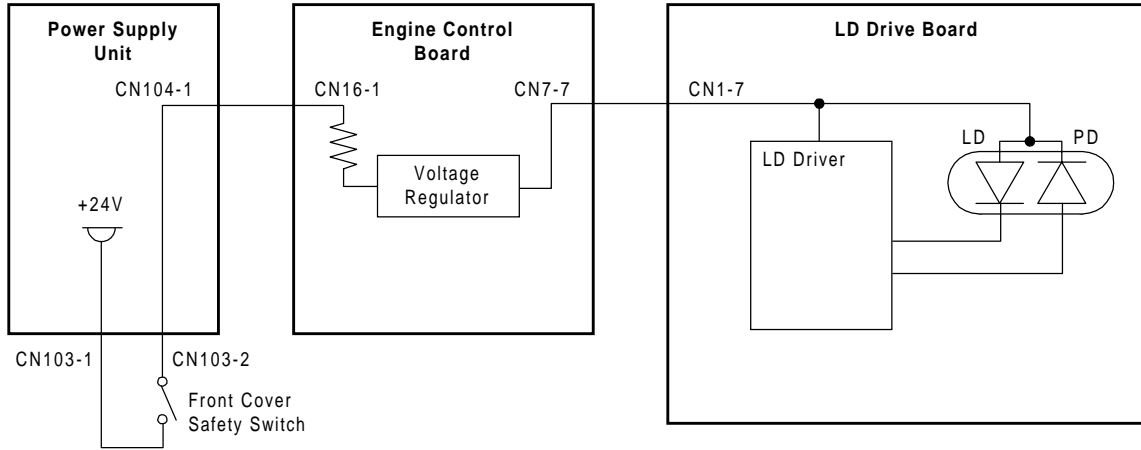 Power Supply
Unit
Engine Control
Board
LD Drive Board
CN104-1
CN16-1
CN7-7
CN1-7
LD
PD
LD Driver
Voltage
Regulator
+24V
CN103-1
CN103-2
Front Cover
Safety Switch